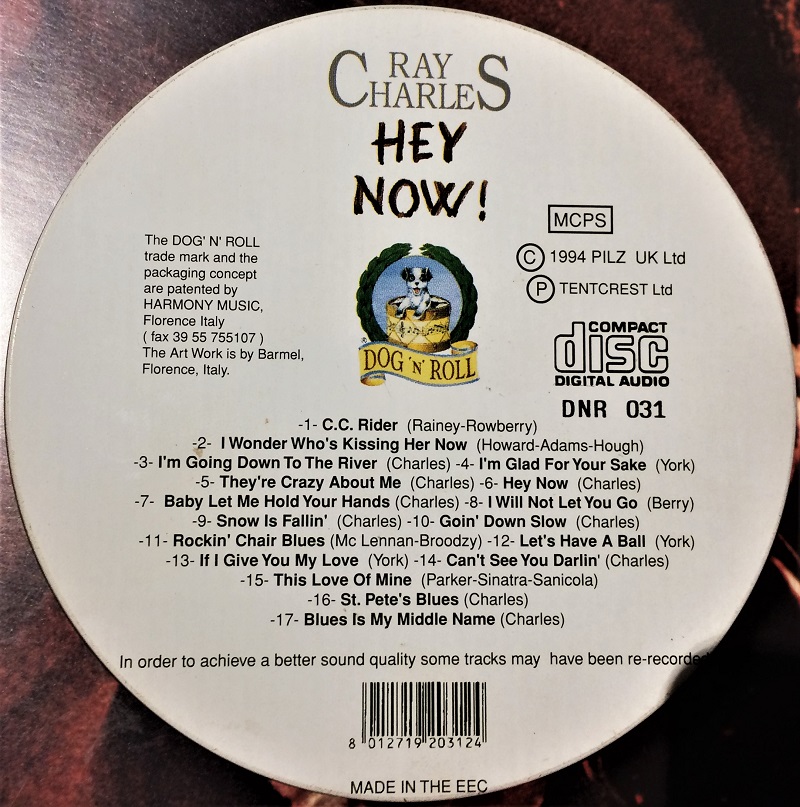 RAY
CHARLES
HEY
NOW!
MCPS
The DOG' N' ROLL
trade mark and the
packaging concept
are patented by
HARMONY MUSIC,
Florence Italy
( fax 39 55 755107 )
The Art Work is by Barmel,
Florence, Italy.
© 1994 PILZ UK Ltd
℗ TENTCREST Ltd
®
DOG 'N' ROLL
COMPACT
disc
DIGITAL AUDIO
DNR 031
-1- C.C. Rider (Rainey-Rowberry)
-2- I Wonder Who's Kissing Her Now (Howard-Adams-Hough)
-3- I'm Going Down To The River (Charles) -4- I'm Glad For Your Sake (York)
-5- They're Crazy About Me (Charles) -6- Hey Now (Charles)
-7- Baby Let Me Hold Your Hands (Charles) -8- I Will Not Let You Go (Berry)
-9- Snow Is Fallin' (Charles) -10- Goin' Down Slow (Charles)
-11- Rockin' Chair Blues (Mc Lennan-Broodzy) -12- Let's Have A Ball (York)
-13- If I Give You My Love (York) -14- Can't See You Darlin' (Charles)
-15- This Love Of Mine (Parker-Sinatra-Sanicola)
-16- St. Pete's Blues (Charles)
-17- Blues Is My Middle Name (Charles)
In order to achieve a better sound quality some tracks may have been re-recorded
8 012719 203124
MADE IN THE EEC